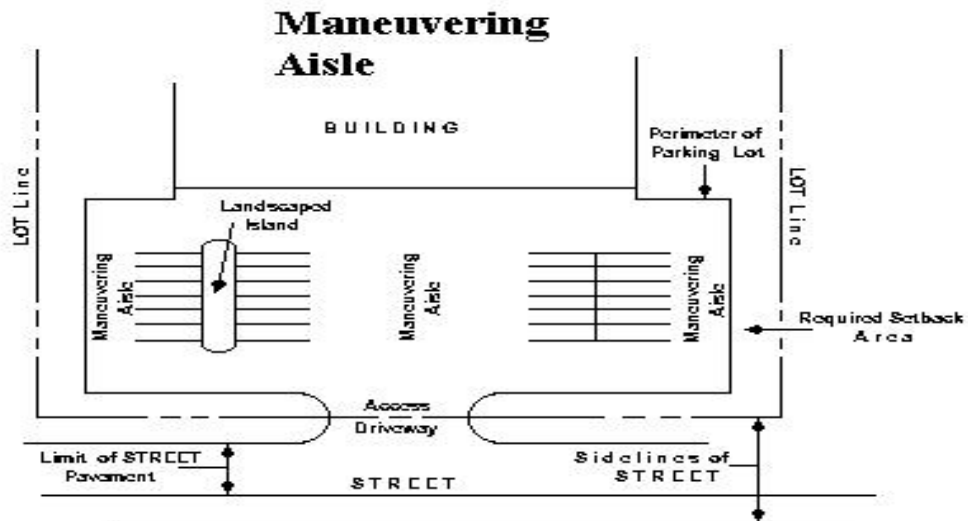 Maneuvering
Aisle
BUILDING
Perimeter of
Parking Lot
LOT Line
LOT Line
Landscaped
Island
Maneuvering
Aisle
Maneuvering
Aisle
Maneuvering
Aisle
Required Setback
Area
Access
Driveway
Limit of STREET
Pavement
Sidelines of
STREET
STREET